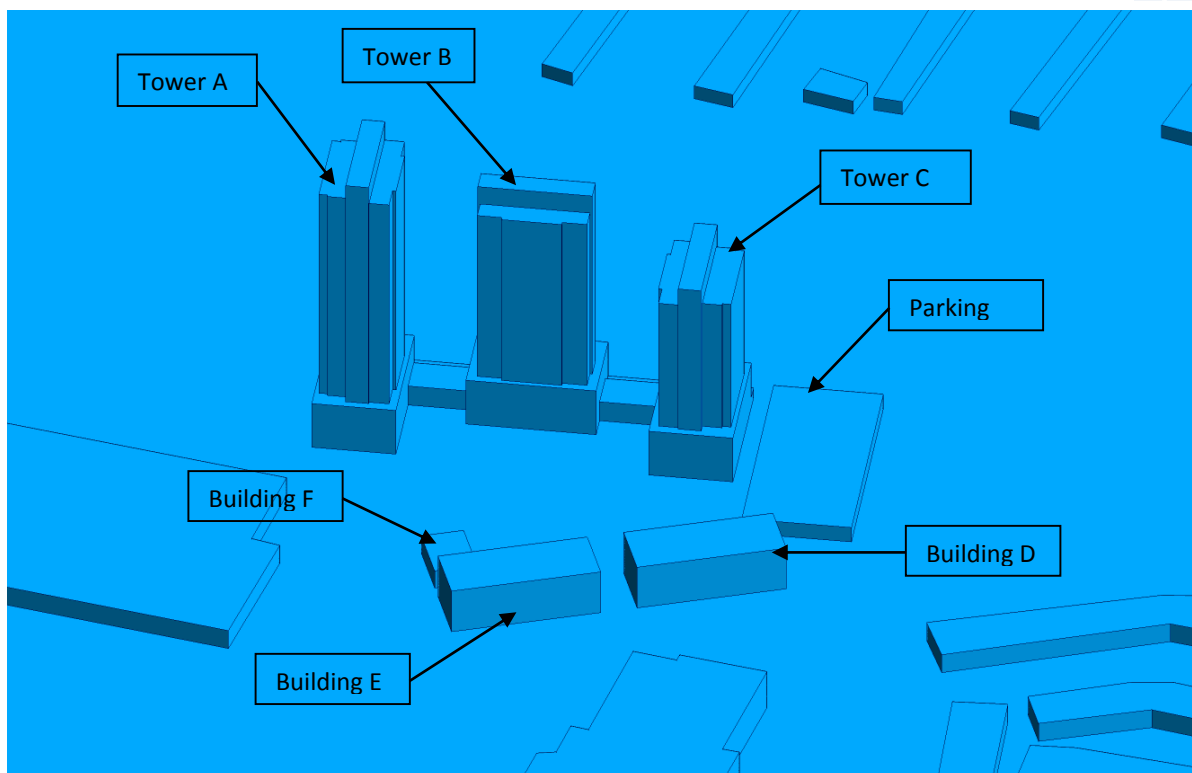 Tower B
Tower A
Tower C
Parking
Building F
Building D
Building E